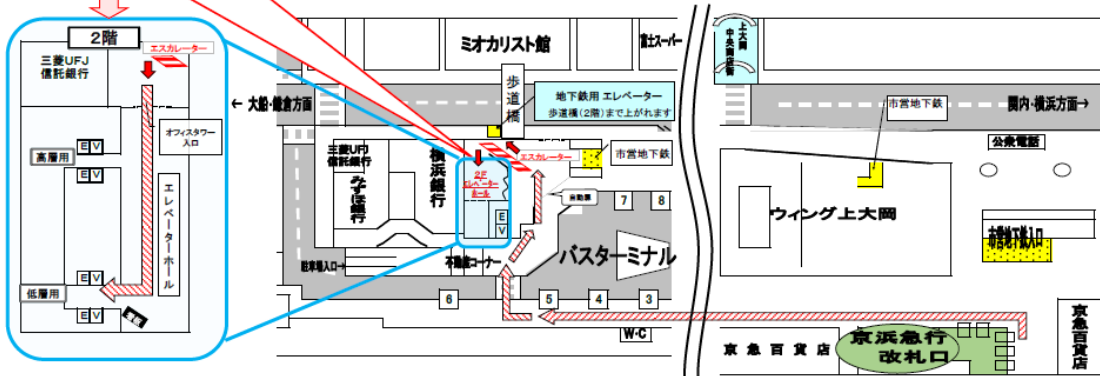 2階
エスカレーター
三菱UFJ
信託銀行
オフィスタワー
入口
EV
高層用
EV
エレベーターホール
EV
低層用
EV
ミオカリスト館
富士スーパー
上大岡
中央商店街
← 大船・鎌倉方面
歩道橋
地下鉄用 エレベーター
歩道橋(2階)まで上がれます
市営地下鉄
関内・横浜方面→
公衆電話
三菱UFJ
信託銀行
みずほ銀行
横浜銀行
2F
エレベーター
ホール
エスカレーター
市営地下鉄
自動扉
EV
7
8
ウィング上大岡
市営地下鉄入口
バスターミナル
駐車場入口→
不動産コーナー
6
5
4
3
W-C
京急百貨店
京浜急行
改札口
京急百貨店